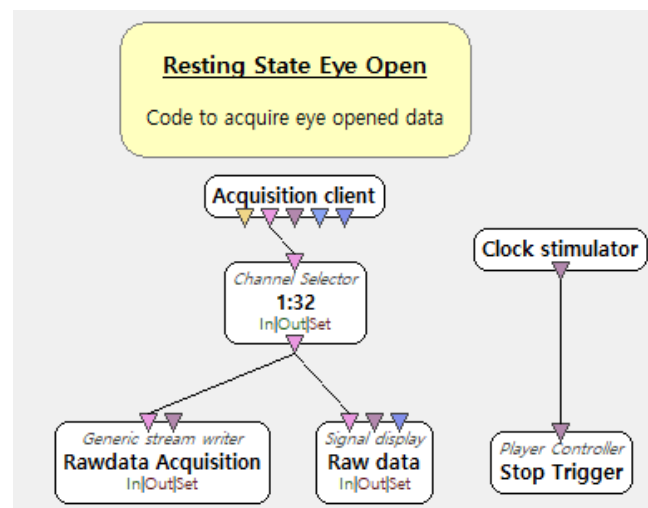 Resting State Eye Open
Code to acquire eye opened data
Acquisition client
Clock stimulator
Channel Selector
1:32
In|Out|Set
Generic stream writer
Rawdata Acquisition
In|Out|Set
Signal display
Raw data
In|Out|Set
Player Controller
Stop Trigger